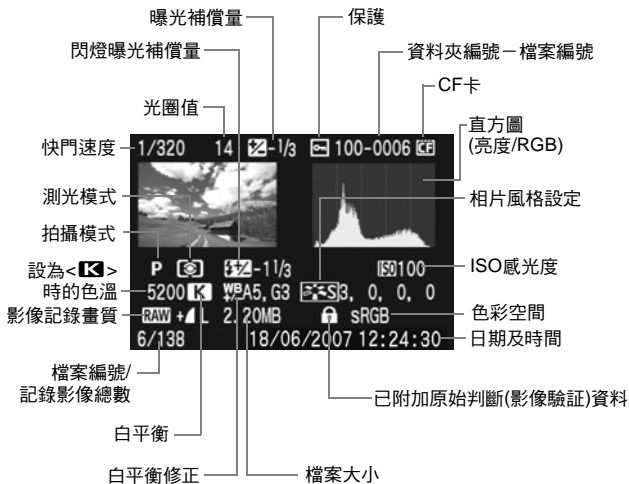 曝光補償量
保護
閃燈曝光補償量
資料夾編號－檔案編號
CF卡
光圈值
直方圖
(亮度/RGB)
快門速度
1/320 14 -1/3 100-0006 CF
測光模式
相片風格設定
拍攝模式
P -1 1/3 ISO 100
ISO感光度
設為<K>
時的色溫
5200 K WB A5, G3 S 3, 0, 0, 0
影像記錄畫質
RAW + L 2.20MB sRGB
色彩空間
6/138 18/06/2007 12:24:30
日期及時間
檔案編號/
記錄影像總數
已附加原始判斷(影像驗証)資料
白平衡
白平衡修正
檔案大小